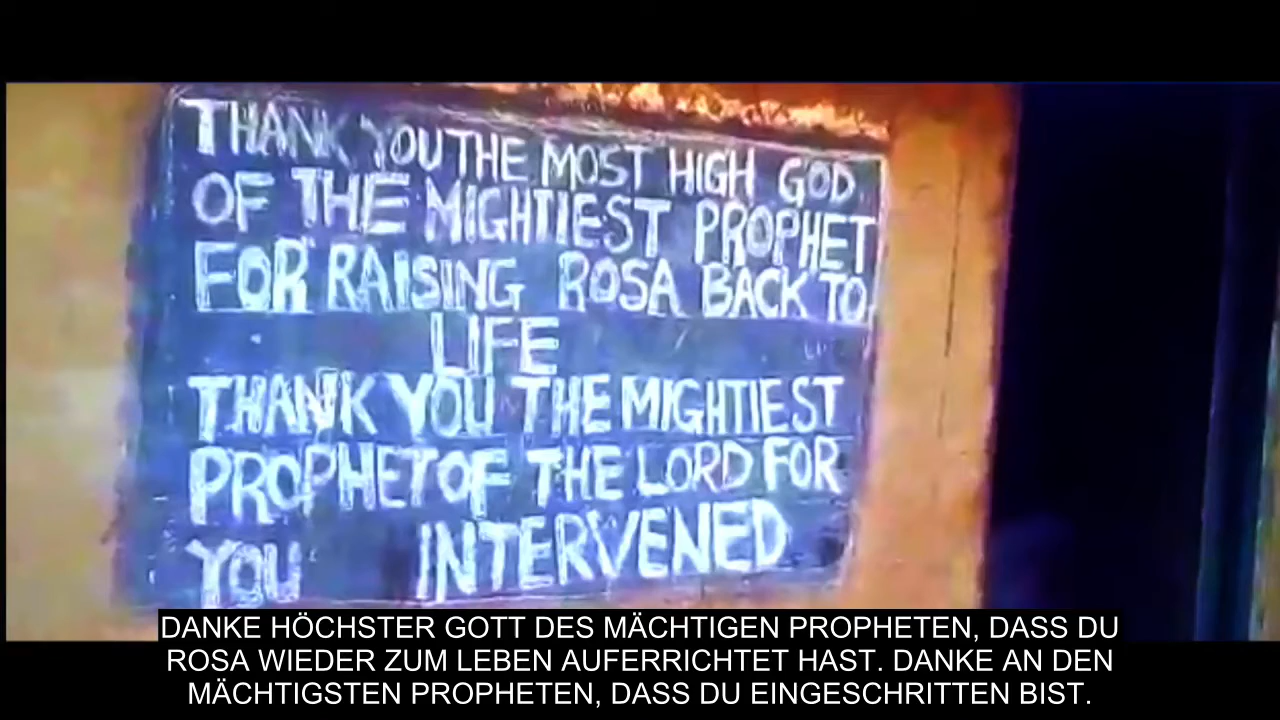 THANK YOU THE MOST HIGH GOD
OF THE MIGHTIEST PROPHET
FOR RAISING ROSA BACK TO
LIFE
THANK YOU THE MIGHTIEST
PROPHET OF THE LORD FOR
YOU INTERVENED
DANKE HÖCHSTER GOTT DES MÄCHTIGEN PROPHETEN, DASS DU
ROSA WIEDER ZUM LEBEN AUFERRICHTET HAST. DANKE AN DEN
MÄCHTIGSTEN PROPHETEN, DASS DU EINGESCHRITTEN BIST.